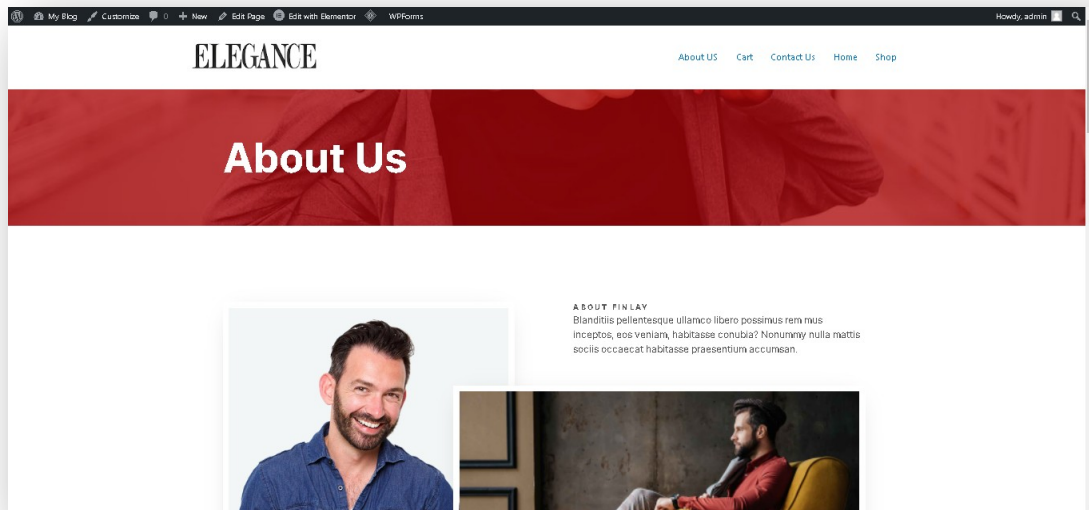 My Blog Customize 0 New Edit Page Edit with Elementor WPForms Howdy, admin
ELEGANCE
About US Cart Contact Us Home Shop
About Us
ABOUT FINLAY
Blanditiis pellentesque ullamco libero possimus rem mus
inceptos, eos veniam, habitasse conubia? Nonummy nulla mattis
sociis occaecat habitasse praesentium accumsan.